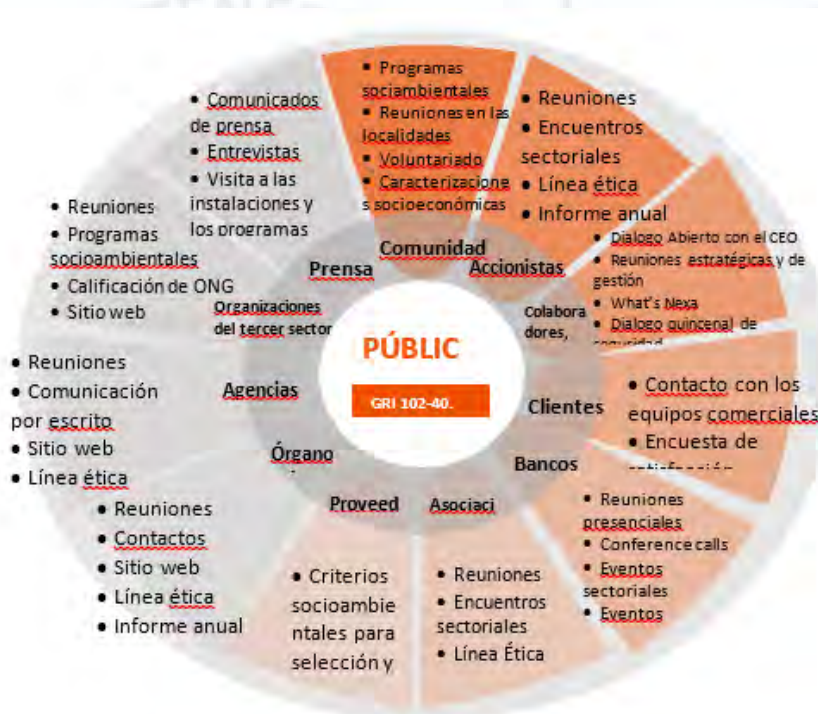 PÚBLIC
GRI 102-40.
Comunidad
• Programas
sociambientales
• Reuniones en las
localidades
• Voluntariado
• Caracterizacione
s socioeconómicas
Accionistas
• Reuniones
• Encuentros
sectoriales
• Línea ética
• Informe anual
Colabora
dores,
• Dialogo Abierto con el CEO
• Reuniones estratégicas y de
gestión
• What's Nexa
• Dialogo quincenal de
Clientes
• Contacto con los
equipos comerciales
• Encuesta de
Bancos
• Reuniones
presenciales
• Conference calls
• Eventos
sectoriales
• Eventos
Asociaci
• Reuniones
• Encuentros
sectoriales
• Línea Ética
Proveed
• Criterios
socioambie
ntales para
selección y
Órgano
• Reuniones
• Contactos
• Sitio web
• Línea ética
• Informe anual
Agencias
• Reuniones
• Comunicación
por escrito
• Sitio web
• Línea ética
Organizaciones
del tercer sector
• Reuniones
• Programas
socioambientales
• Calificación de ONG
• Sitio web
Prensa
• Comunicados
de prensa
• Entrevistas
• Visita a las
instalaciones y
los programas